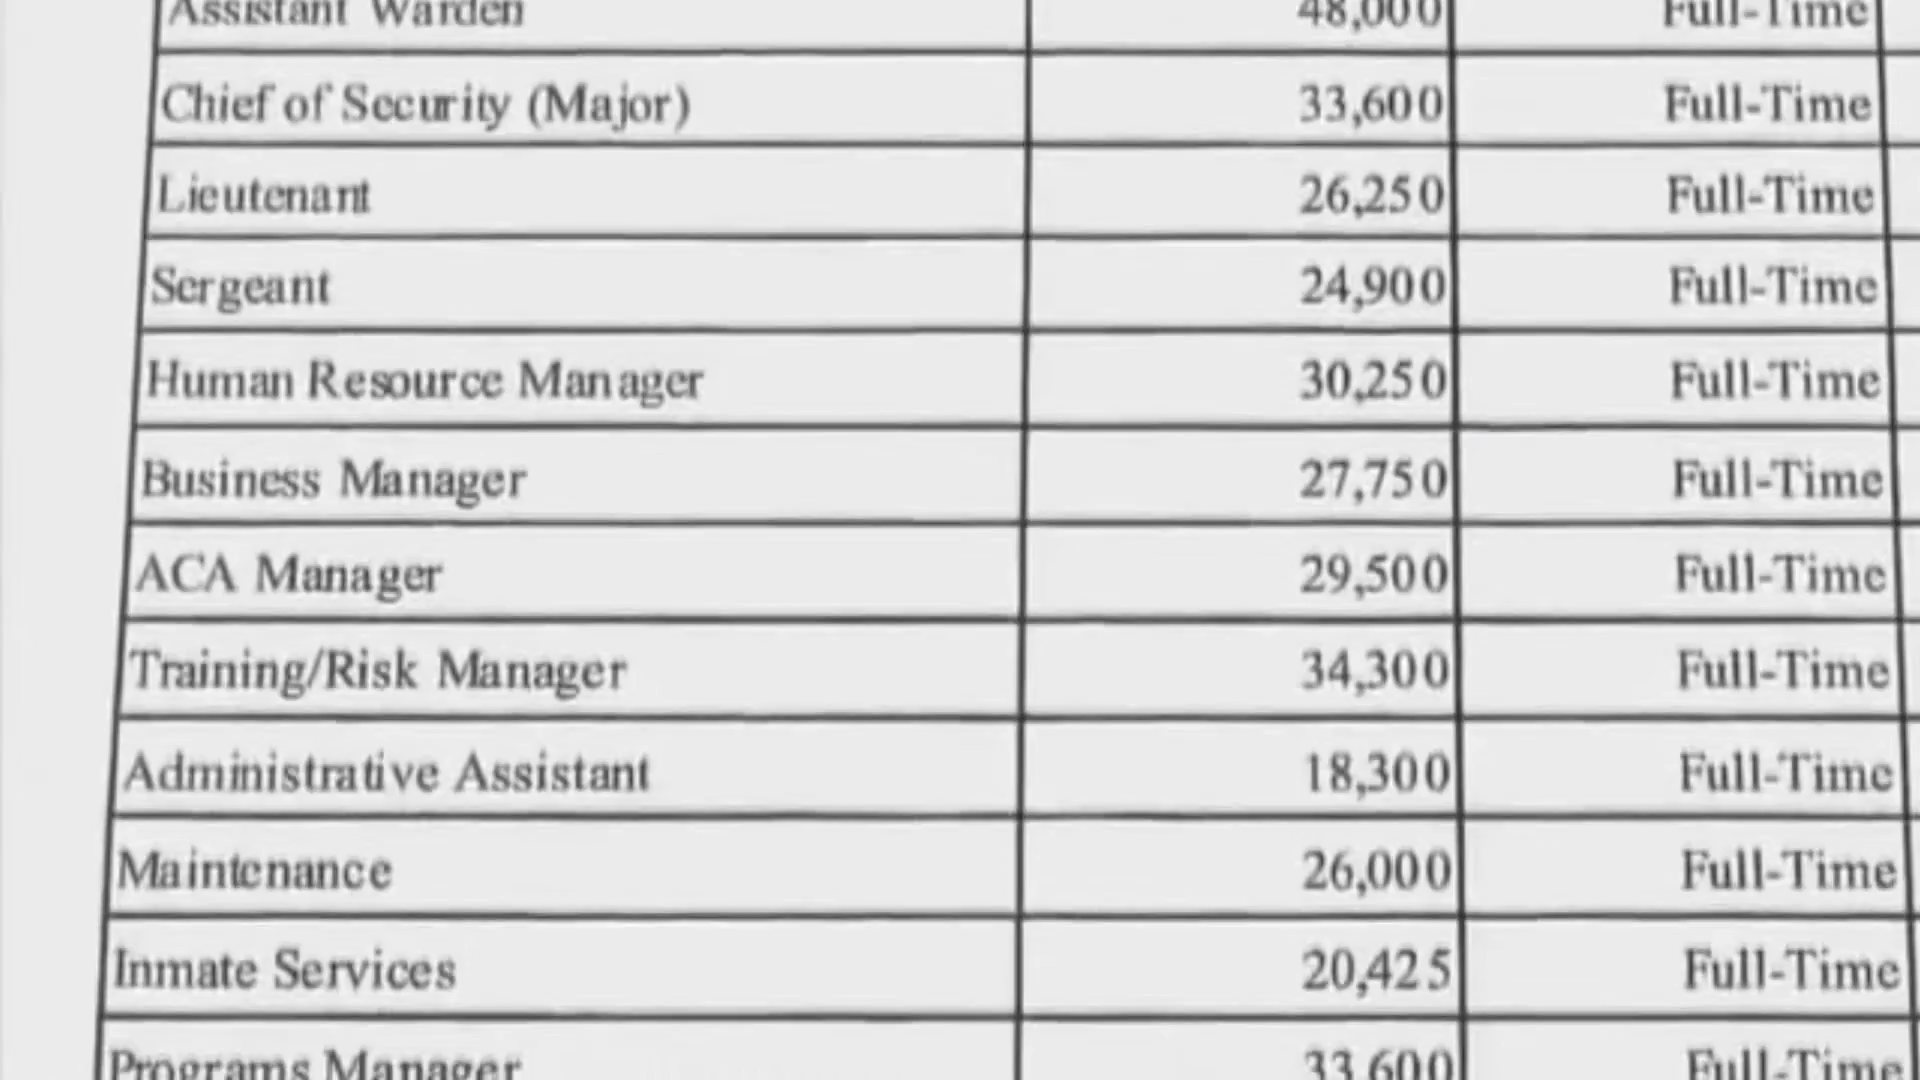 Assistant Warden 48,000 Full-Time
Chief of Security (Major) 33,600 Full-Time
Lieutenant 26,250 Full-Time
Sergeant 24,900 Full-Time
Human Resource Manager 30,250 Full-Time
Business Manager 27,750 Full-Time
ACA Manager 29,500 Full-Time
Training/Risk Manager 34,300 Full-Time
Administrative Assistant 18,300 Full-Time
Maintenance 26,000 Full-Time
Inmate Services 20,425 Full-Time
Programs Manager 33,600 Full-Time